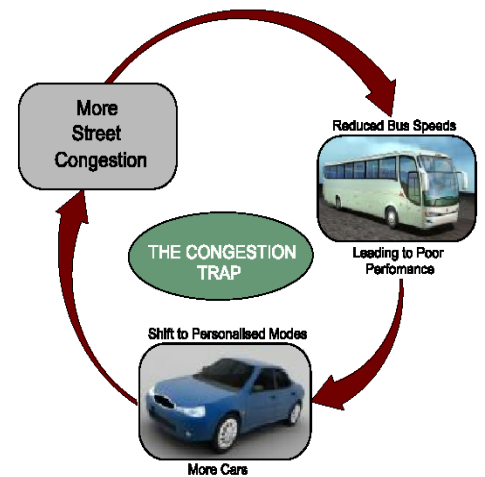 More
Street
Congestion
Reduced Bus Speeds
Leading to Poor
Perfomance
THE CONGESTION
TRAP
Shift to Personalised Modes
More Cars